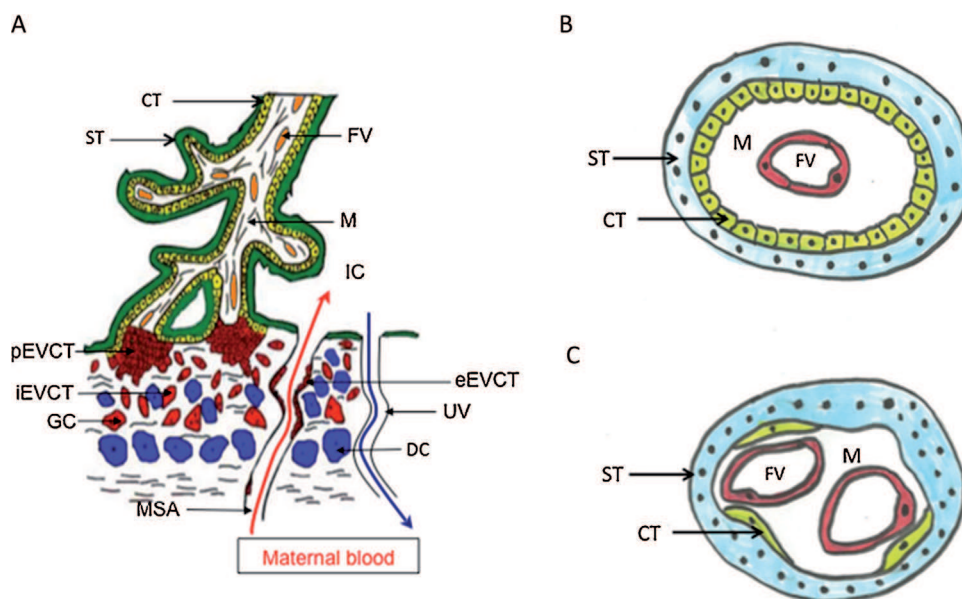 A
CT
ST
FV
M
IC
pEVCT
iEVCT
GC
eEVCT
UV
DC
MSA
Maternal blood
B
M
FV
ST
CT
C
FV
M
ST
CT